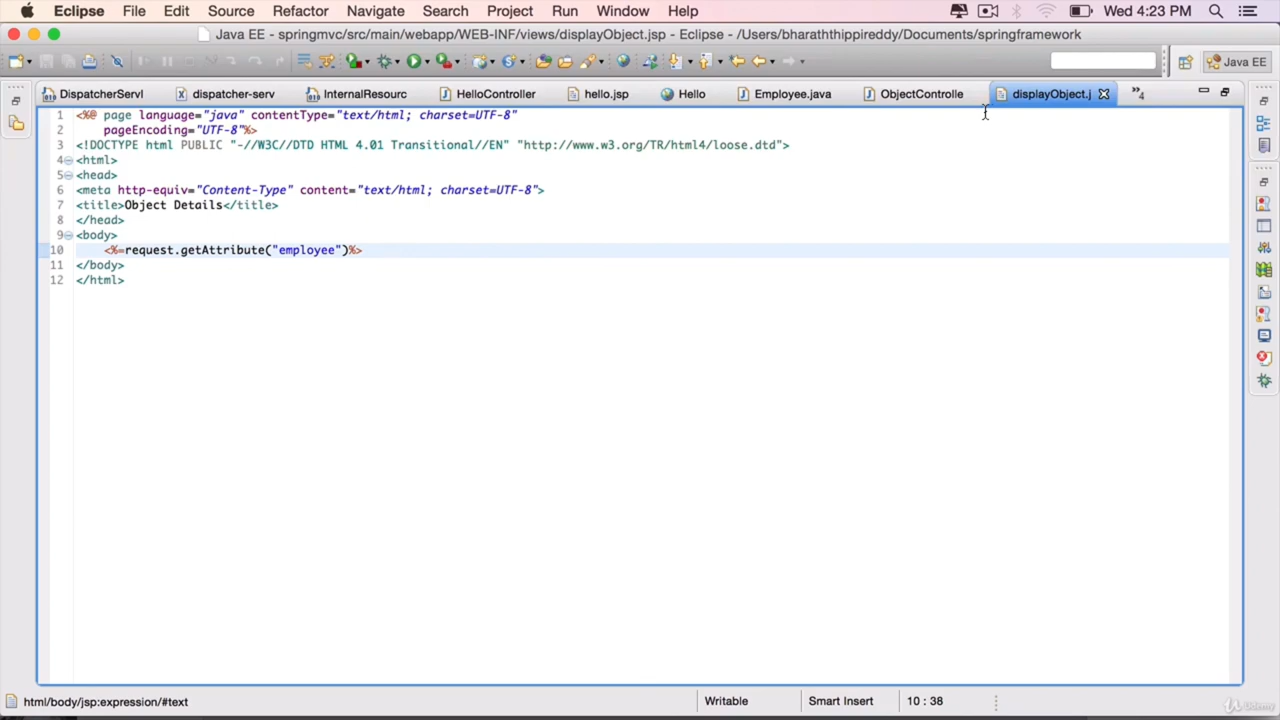 Eclipse File Edit Source Refactor Navigate Search Project Run Window Help Wed 4:23 PM
Java EE - springmvc/src/main/webapp/WEB-INF/views/displayObject.jsp - Eclipse - /Users/bharaththippireddy/Documents/springframework
Java EE
DispatcherServl dispatcher-serv InternalResourc HelloController hello.jsp Hello Employee.java ObjectControlle displayObject.j »4
1 <%@ page language="java" contentType="text/html; charset=UTF-8"
2 pageEncoding="UTF-8"%>
3 <!DOCTYPE html PUBLIC "-//W3C//DTD HTML 4.01 Transitional//EN" "http://www.w3.org/TR/html4/loose.dtd">
4 <html>
5 <head>
6 <meta http-equiv="Content-Type" content="text/html; charset=UTF-8">
7 <title>Object Details</title>
8 </head>
9 <body>
10 <%=request.getAttribute("employee")%>
11 </body>
12 </html>
html/body/jsp:expression/#text Writable Smart Insert 10 : 38
Udemy